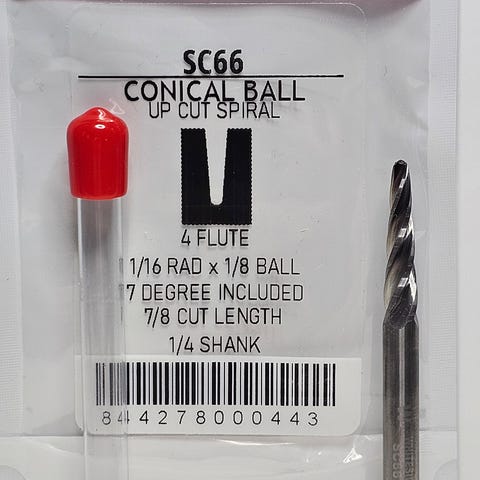 SC66
CONICAL BALL
UP CUT SPIRAL
4 FLUTE
1/16 RAD x 1/8 BALL
7 DEGREE INCLUDED
7/8 CUT LENGTH
1/4 SHANK
844278000443
SC66